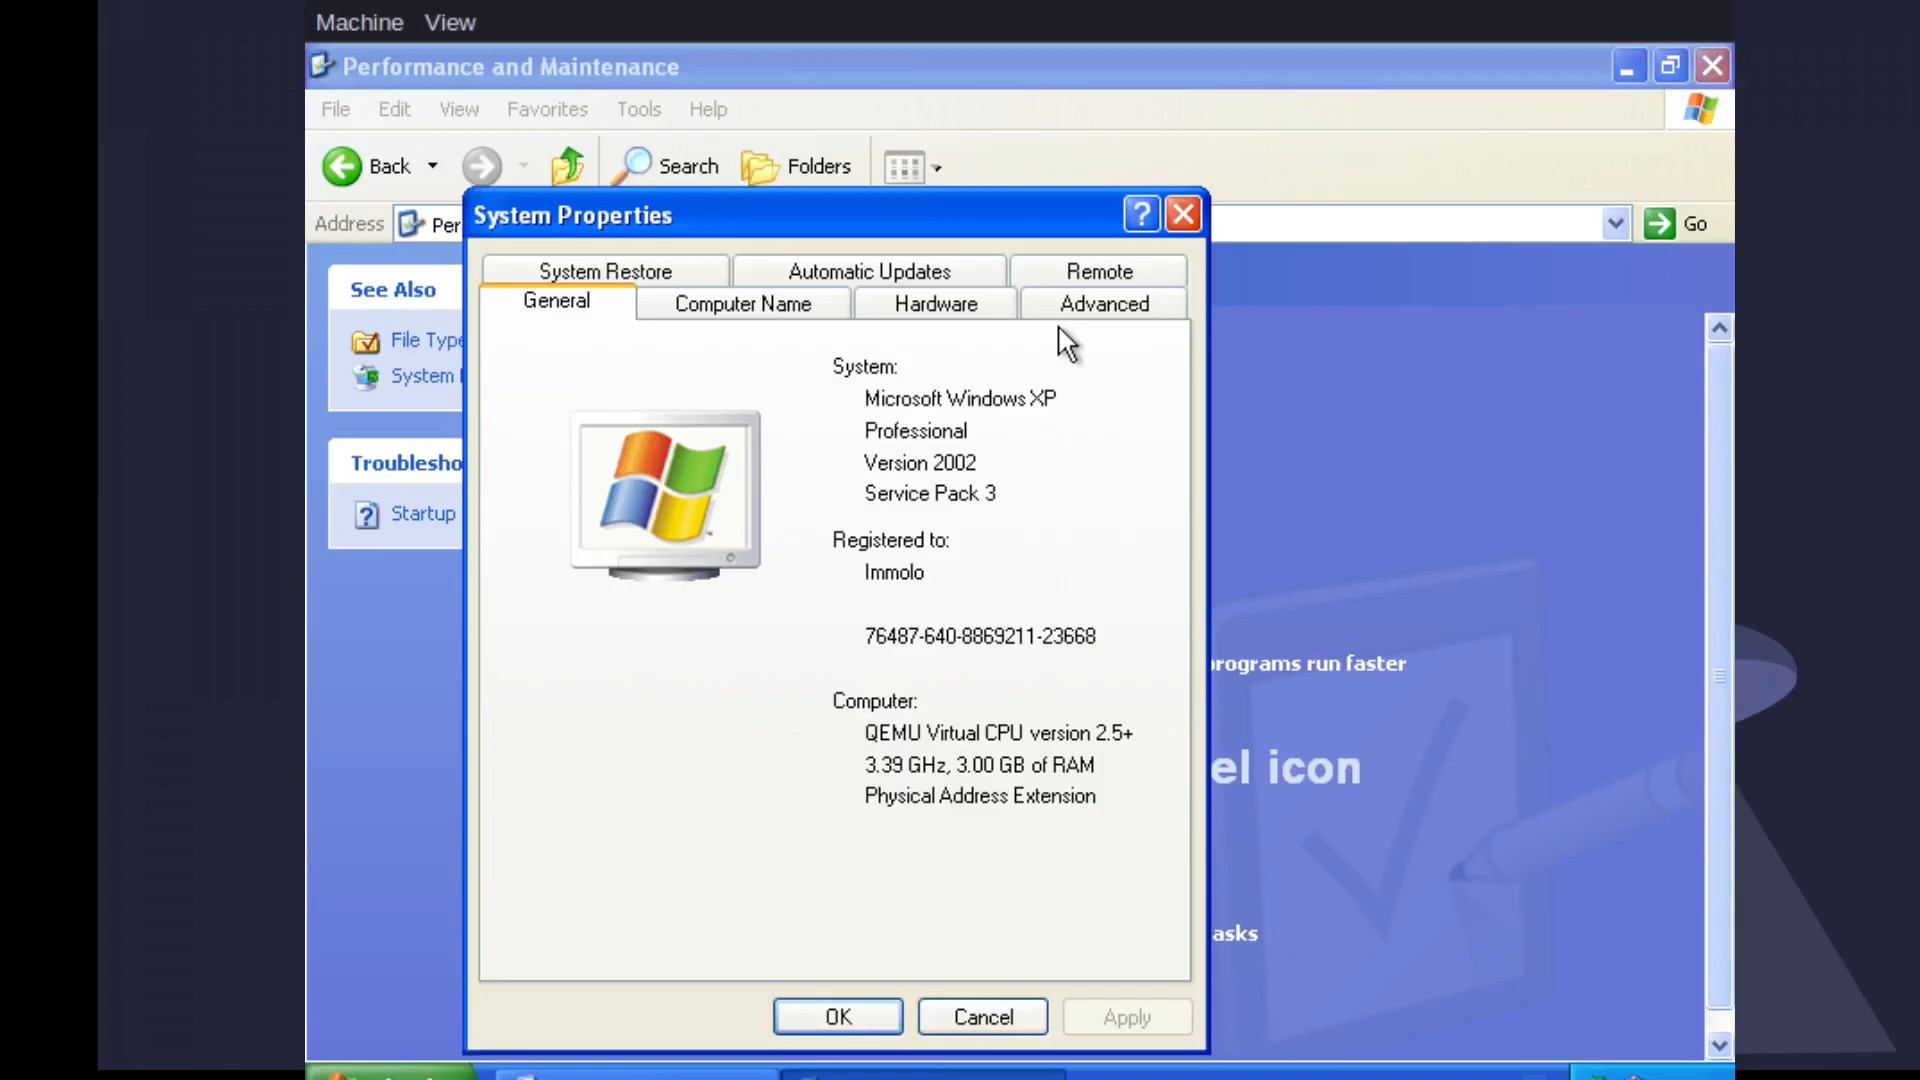 Machine View
Performance and Maintenance
File Edit View Favorites Tools Help
Back Search Folders
Address Per Go
System Properties
System Restore Automatic Updates Remote
General Computer Name Hardware Advanced
See Also
File Type
System
Troublesho
Startup
System:
Microsoft Windows XP
Professional
Version 2002
Service Pack 3
Registered to:
Immolo
76487-640-8869211-23668
Computer:
QEMU Virtual CPU version 2.5+
3.39 GHz, 3.00 GB of RAM
Physical Address Extension
programs run faster
el icon
asks
OK Cancel Apply